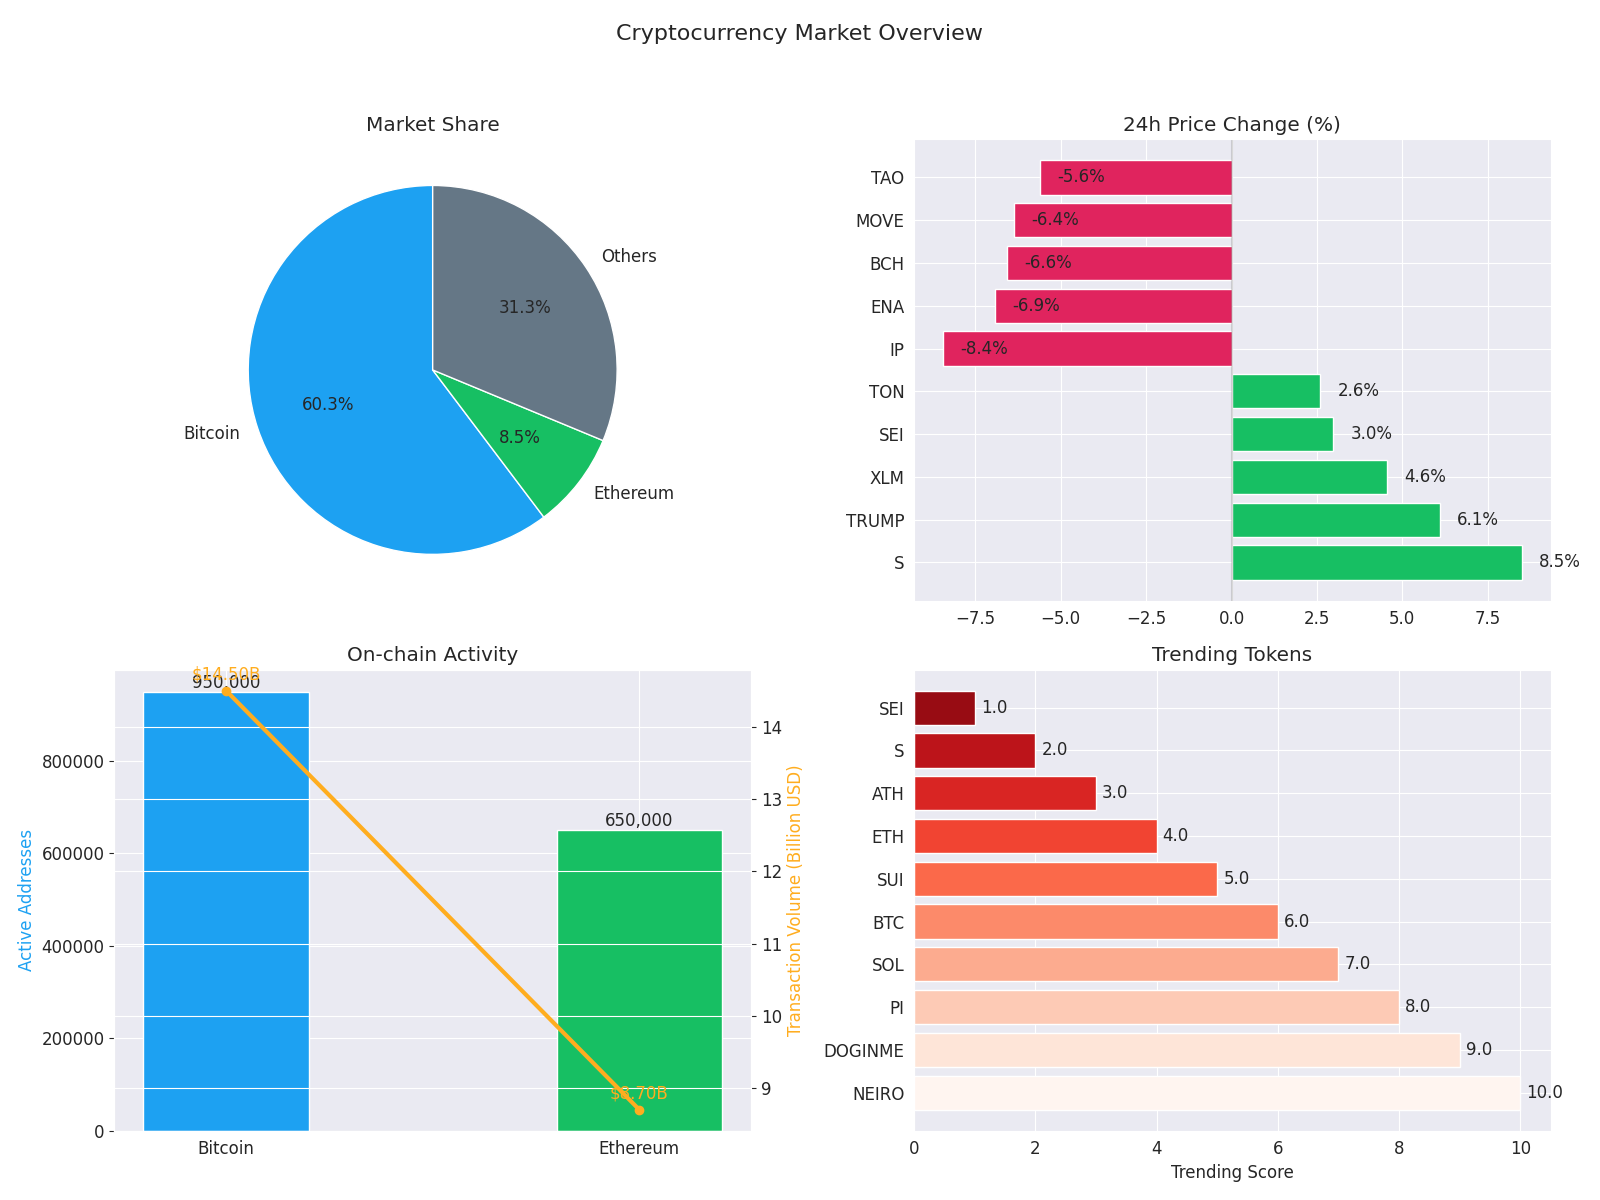 Cryptocurrency Market Overview
Market Share
Others
31.3%
60.3%
Bitcoin
8.5%
Ethereum
24h Price Change (%)
TAO
-5.6%
MOVE
-6.4%
BCH
-6.6%
ENA
-6.9%
IP
-8.4%
TON
2.6%
SEI
3.0%
XLM
4.6%
TRUMP
6.1%
S
8.5%
−7.5
−5.0
−2.5
0.0
2.5
5.0
7.5
On-chain Activity
$14.50B
950,000
650,000
$8.70B
Active Addresses
800000
600000
400000
200000
0
Bitcoin
Ethereum
14
13
12
11
10
9
Transaction Volume (Billion USD)
Trending Tokens
SEI
1.0
S
2.0
ATH
3.0
ETH
4.0
SUI
5.0
BTC
6.0
SOL
7.0
PI
8.0
DOGINME
9.0
NEIRO
10.0
0
2
4
6
8
10
Trending Score